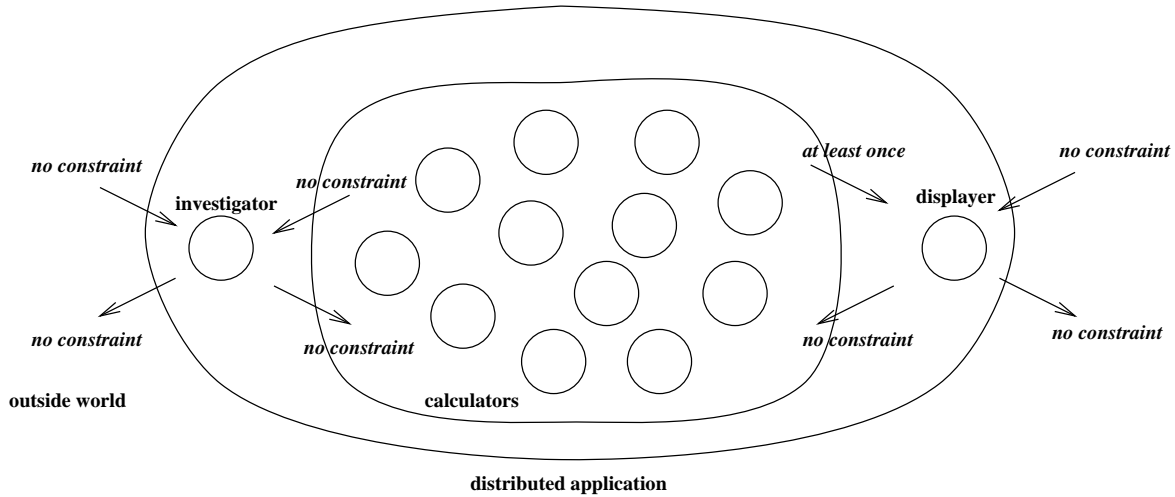 no constraint
at least once
no constraint
no constraint
investigator
displayer
no constraint
no constraint
no constraint
no constraint
outside world
calculators
distributed application